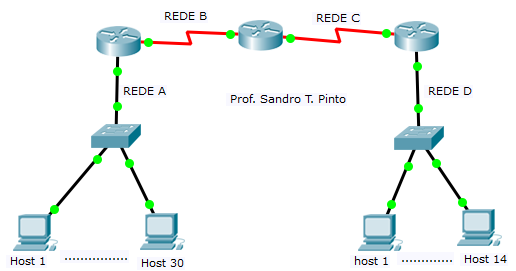 REDE B
REDE C
REDE A
REDE D
Prof. Sandro T. Pinto
Host 1
Host 30
host 1
Host 14